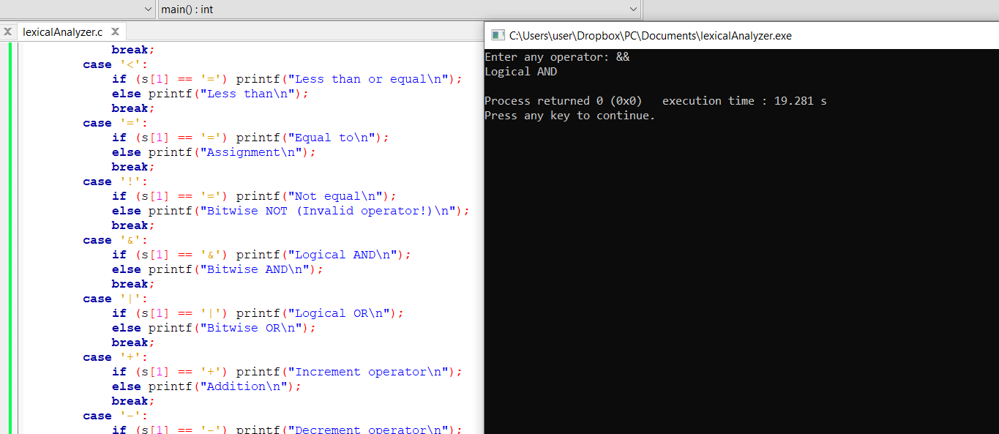 main() : int
lexicalAnalyzer.c
break;
case '<':
if (s[1] == '=') printf("Less than or equal\n");
else printf("Less than\n");
break;
case '=':
if (s[1] == '=') printf("Equal to\n");
else printf("Assignment\n");
break;
case '!':
if (s[1] == '=') printf("Not equal\n");
else printf("Bitwise NOT (Invalid operator!)\n");
break;
case '&':
if (s[1] == '&') printf("Logical AND\n");
else printf("Bitwise AND\n");
break;
case '|':
if (s[1] == '|') printf("Logical OR\n");
else printf("Bitwise OR\n");
break;
case '+':
if (s[1] == '+') printf("Increment operator\n");
else printf("Addition\n");
break;
case '-':
if (s[1] == '-') printf("Decrement operator\n");
C:\Users\user\Dropbox\PC\Documents\lexicalAnalyzer.exe
Enter any operator: &&
Logical AND
Process returned 0 (0x0)   execution time : 19.281 s
Press any key to continue.